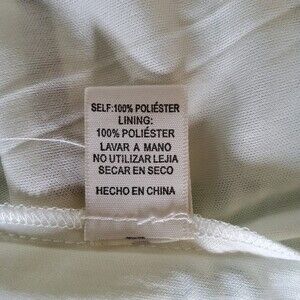 SELF:100% POLIÉSTER
LINING:
100% POLIÉSTER
LAVAR A MANO
NO UTILIZAR LEJIA
SECAR EN SECO
HECHO EN CHINA